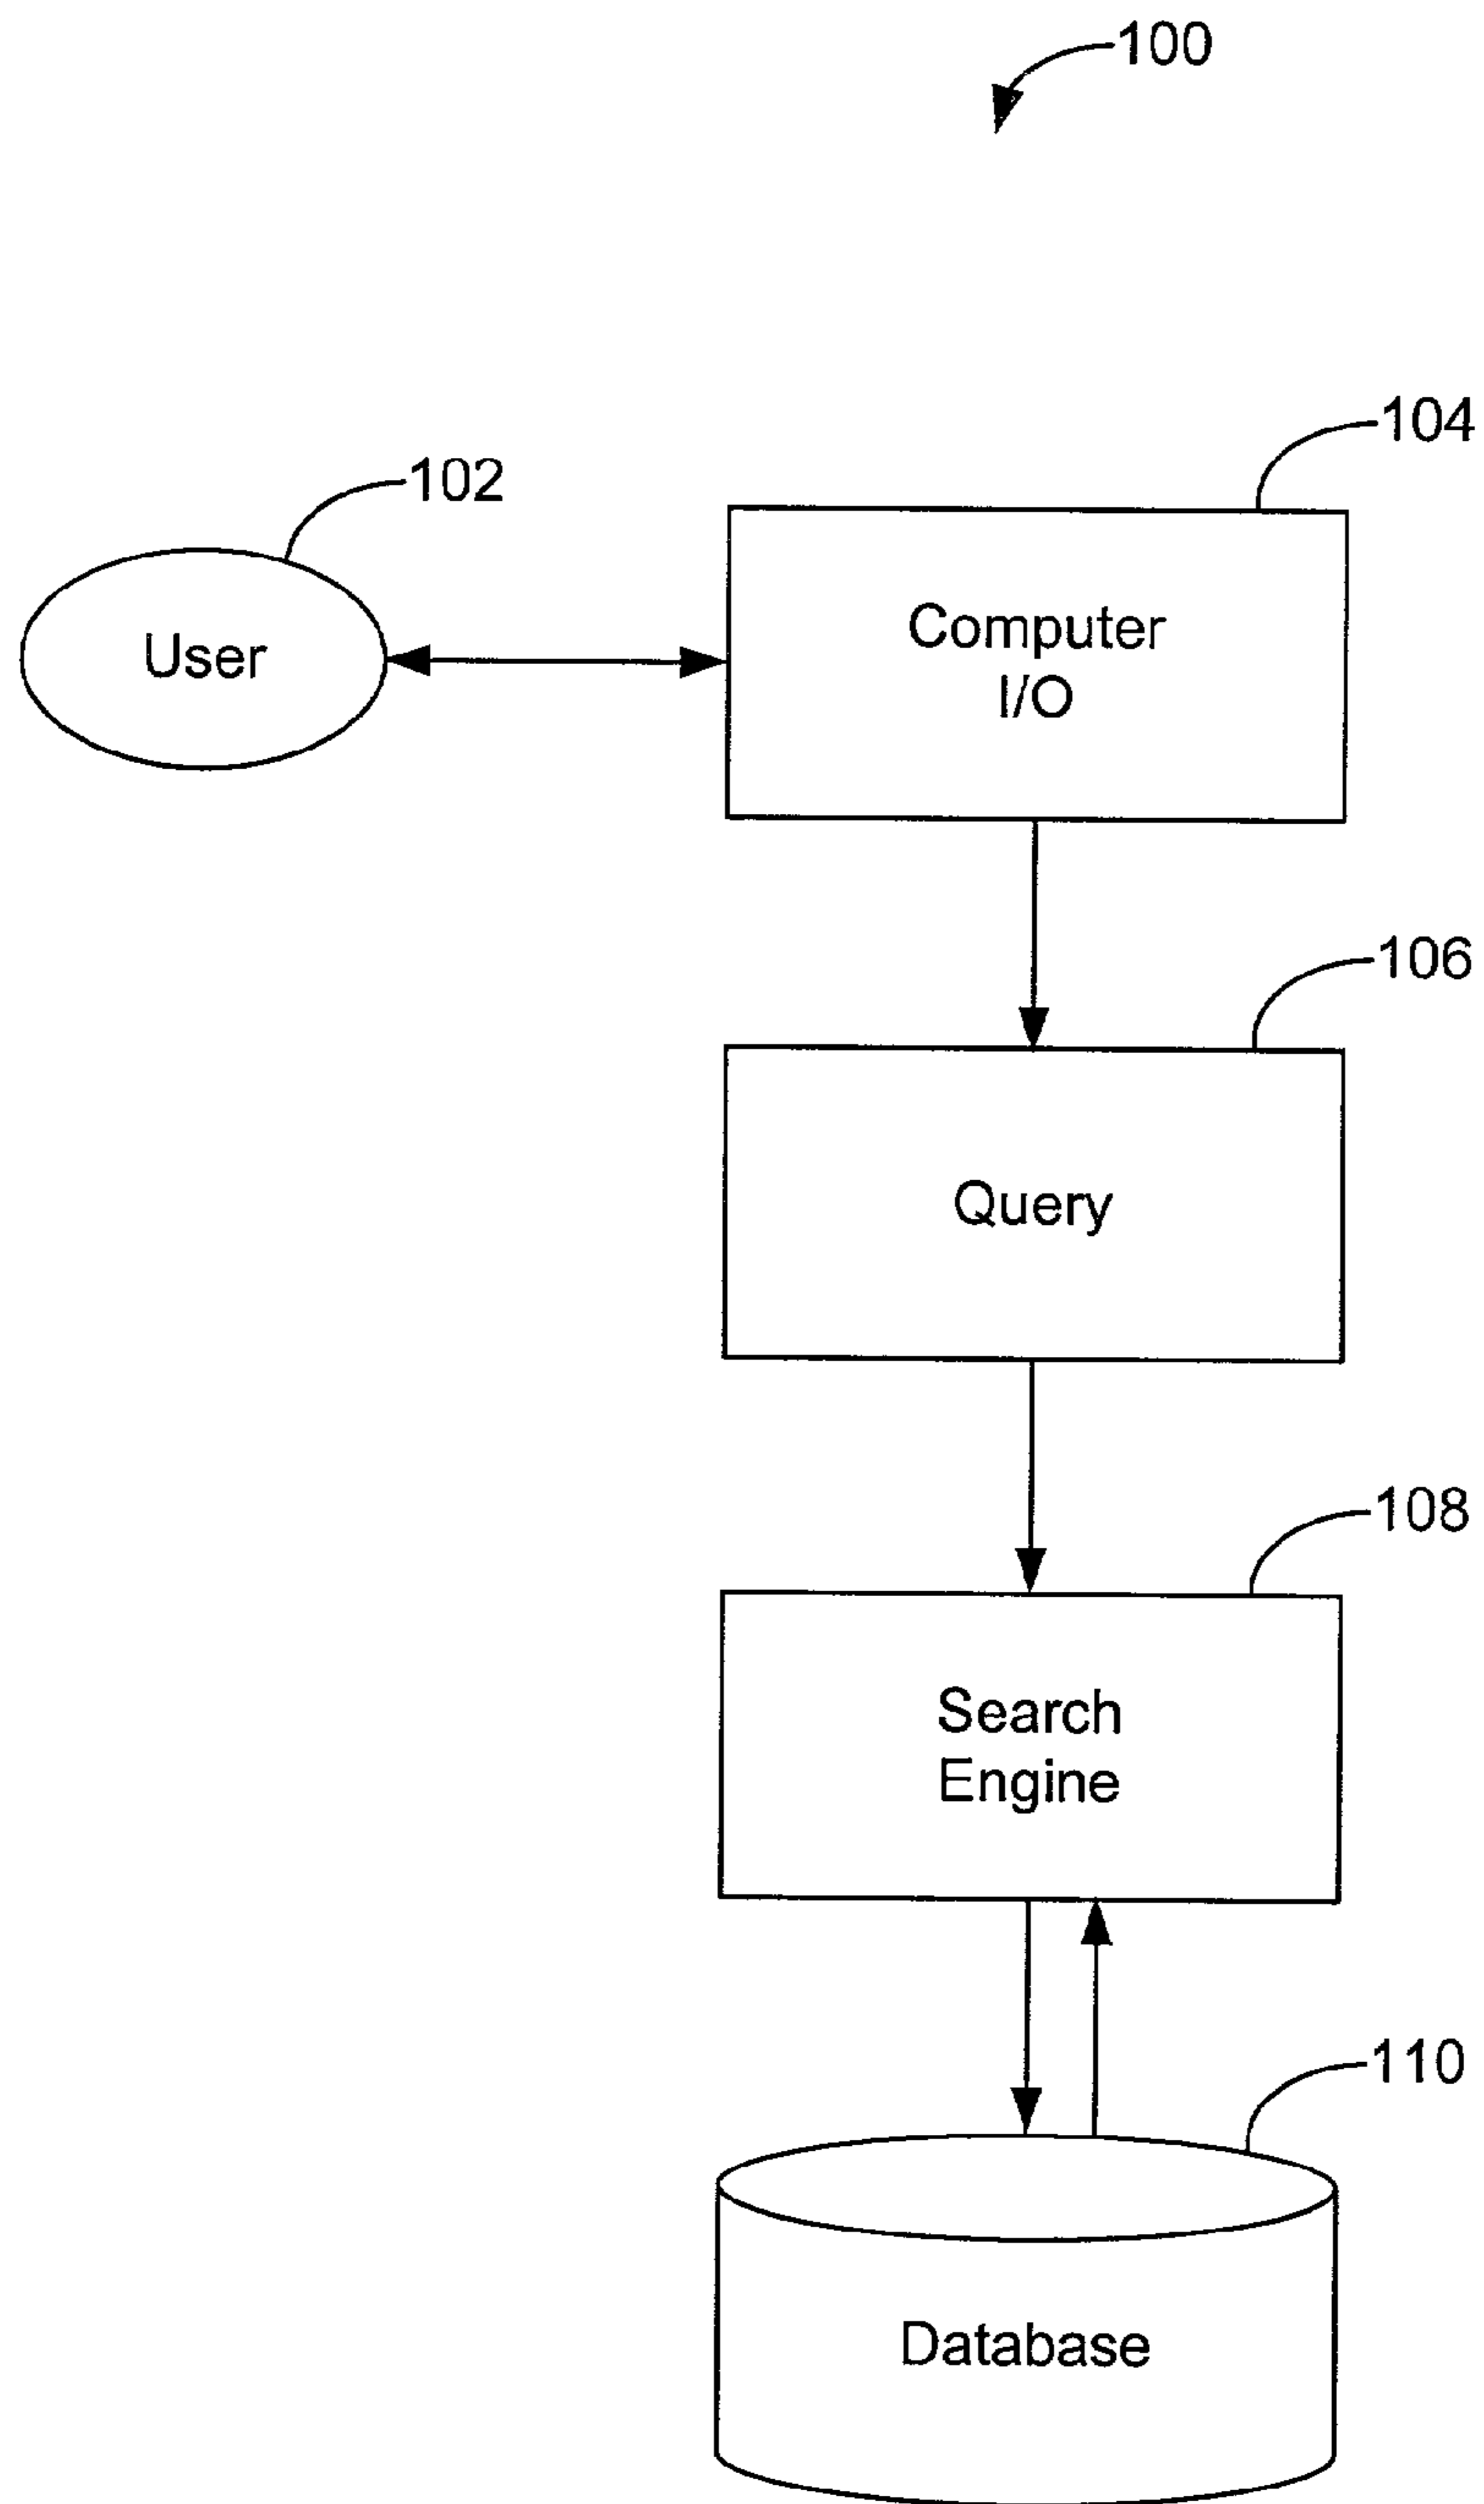 100
104
102
User
Computer
I/O
106
Query
108
Search
Engine
110
Database